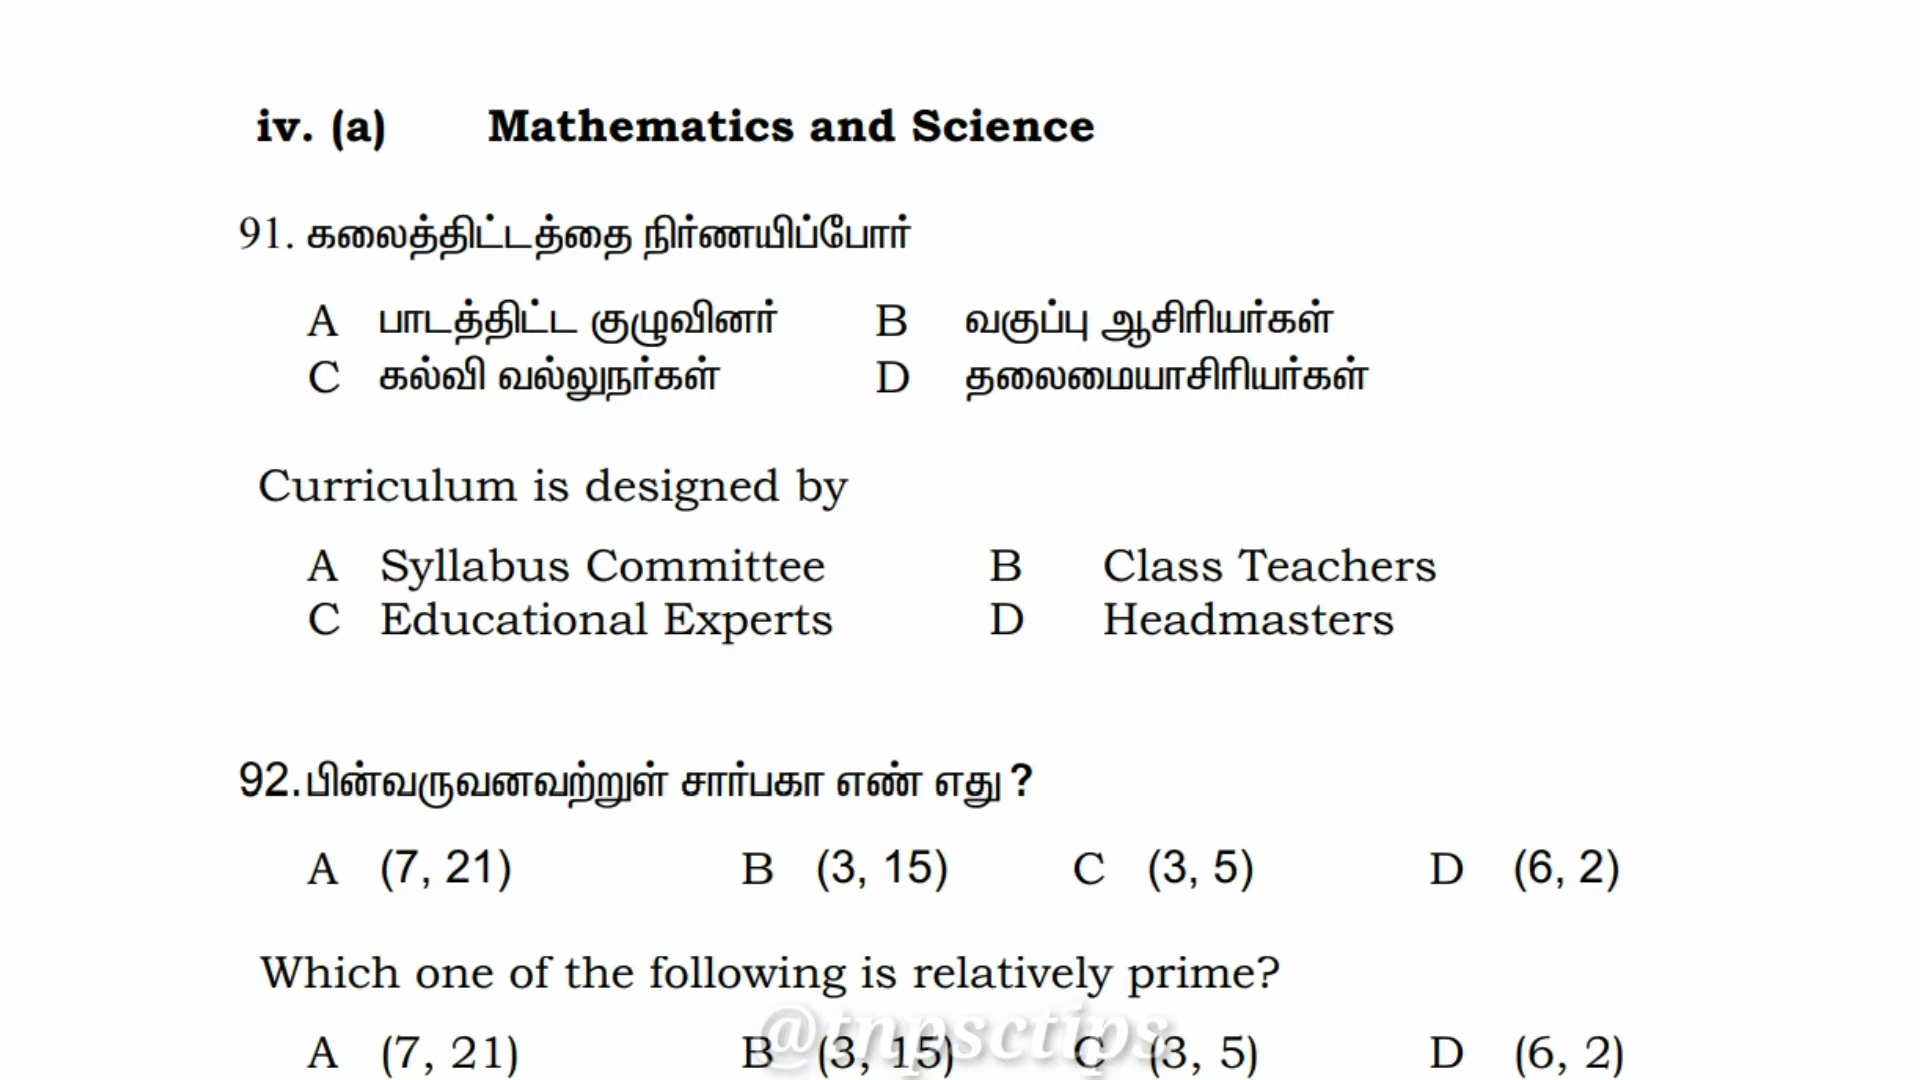 iv. (a) Mathematics and Science
91. கலைத்திட்டத்தை நிர்ணயிப்போர்
A பாடத்திட்ட குழுவினர் B வகுப்பு ஆசிரியர்கள்
C கல்வி வல்லுநர்கள் D தலைமையாசிரியர்கள்
Curriculum is designed by
A Syllabus Committee B Class Teachers
C Educational Experts D Headmasters
92.பின்வருவனவற்றுள் சார்பகா எண் எது ?
A (7, 21) B (3, 15) C (3, 5) D (6, 2)
Which one of the following is relatively prime?
@tnpsctips
A (7, 21) B (3, 15) C (3, 5) D (6, 2)